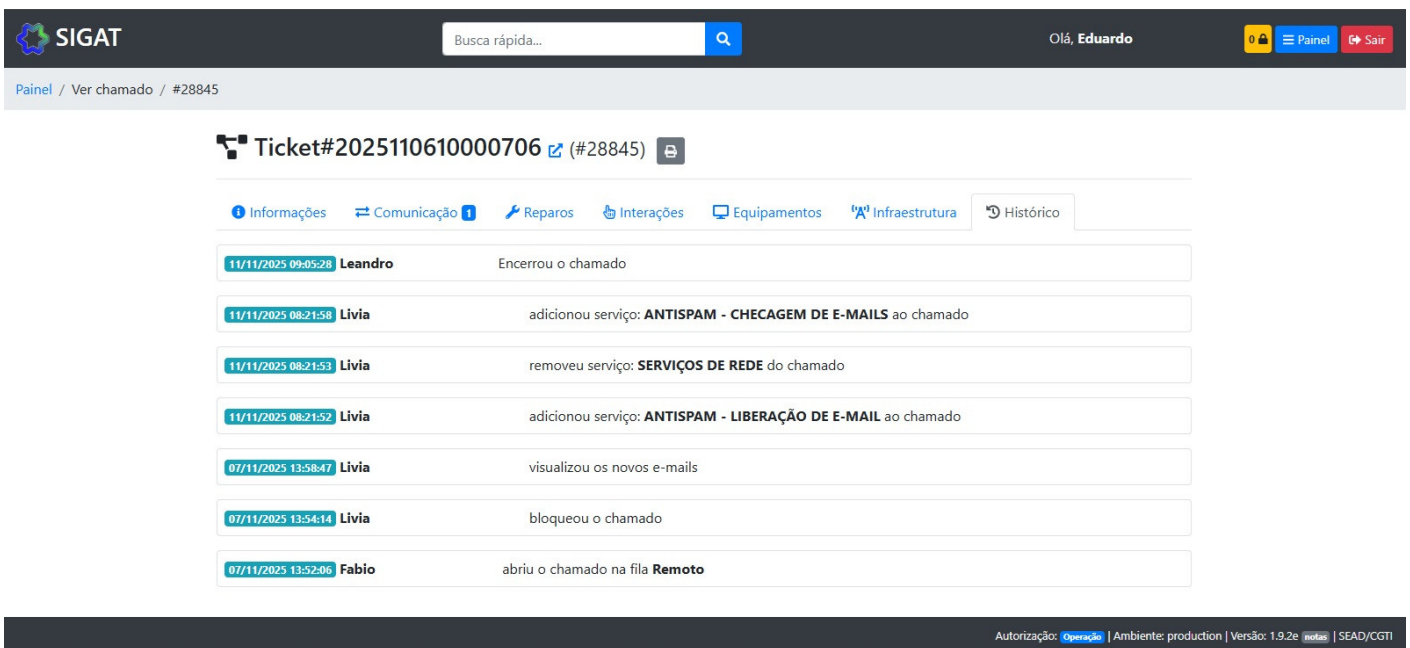 SIGAT
Busca rápida...
Olá, Eduardo
0
Painel
Sair
Painel / Ver chamado / #28845
Ticket#2025110610000706 (#28845)
Informações
Comunicação 1
Reparos
Interações
Equipamentos
Infraestrutura
Histórico
11/11/2025 09:05:28 Leandro Encerrou o chamado
11/11/2025 08:21:58 Livia adicionou serviço: ANTISPAM - CHECAGEM DE E-MAILS ao chamado
11/11/2025 08:21:53 Livia removeu serviço: SERVIÇOS DE REDE do chamado
11/11/2025 08:21:52 Livia adicionou serviço: ANTISPAM - LIBERAÇÃO DE E-MAIL ao chamado
07/11/2025 13:58:47 Livia visualizou os novos e-mails
07/11/2025 13:54:14 Livia bloqueou o chamado
07/11/2025 13:52:06 Fabio abriu o chamado na fila Remoto
Autorização: Operação | Ambiente: production | Versão: 1.9.2e notas | SEAD/CGTI